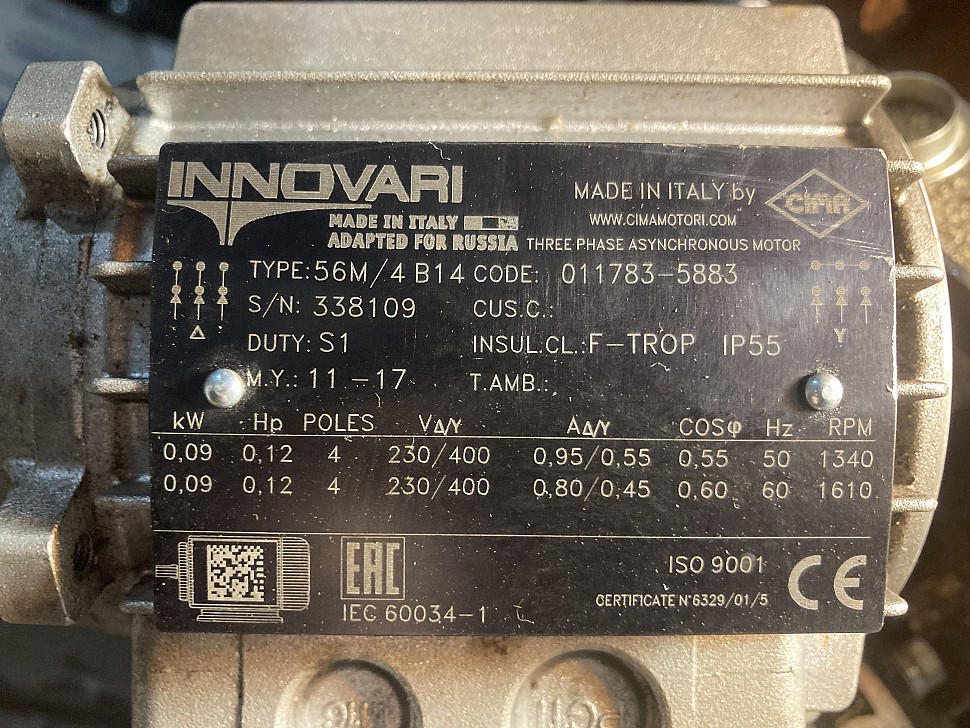 INNOVARI
MADE IN ITALY
ADAPTED FOR RUSSIA
MADE IN ITALY by CIMA
WWW.CIMAMOTORI.COM
THREE PHASE ASYNCHRONOUS MOTOR
TYPE: 56M/4 B14 CODE: 011783-5883
S/N: 338109 CUS.C.:
DUTY: S1 INSUL.CL.: F-TROP IP55
M.Y.: 11-17 T.AMB.:
Δ Y
kW Hp POLES VΔ/Y AΔ/Y COSφ Hz RPM
0,09 0,12 4 230/400 0,95/0,55 0,55 50 1340
0,09 0,12 4 230/400 0,80/0,45 0,60 60 1610
EAC
IEC 60034-1
ISO 9001
CERTIFICATE N°6329/01/5
CE